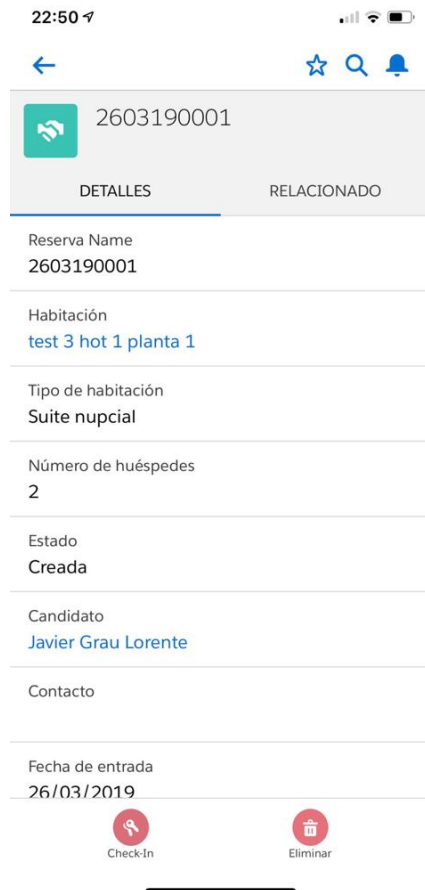 22:50
2603190001
DETALLES
RELACIONADO
Reserva Name
2603190001
Habitación
test 3 hot 1 planta 1
Tipo de habitación
Suite nupcial
Número de huéspedes
2
Estado
Creada
Candidato
Javier Grau Lorente
Contacto
Fecha de entrada
26/03/2019
Check-In
Eliminar